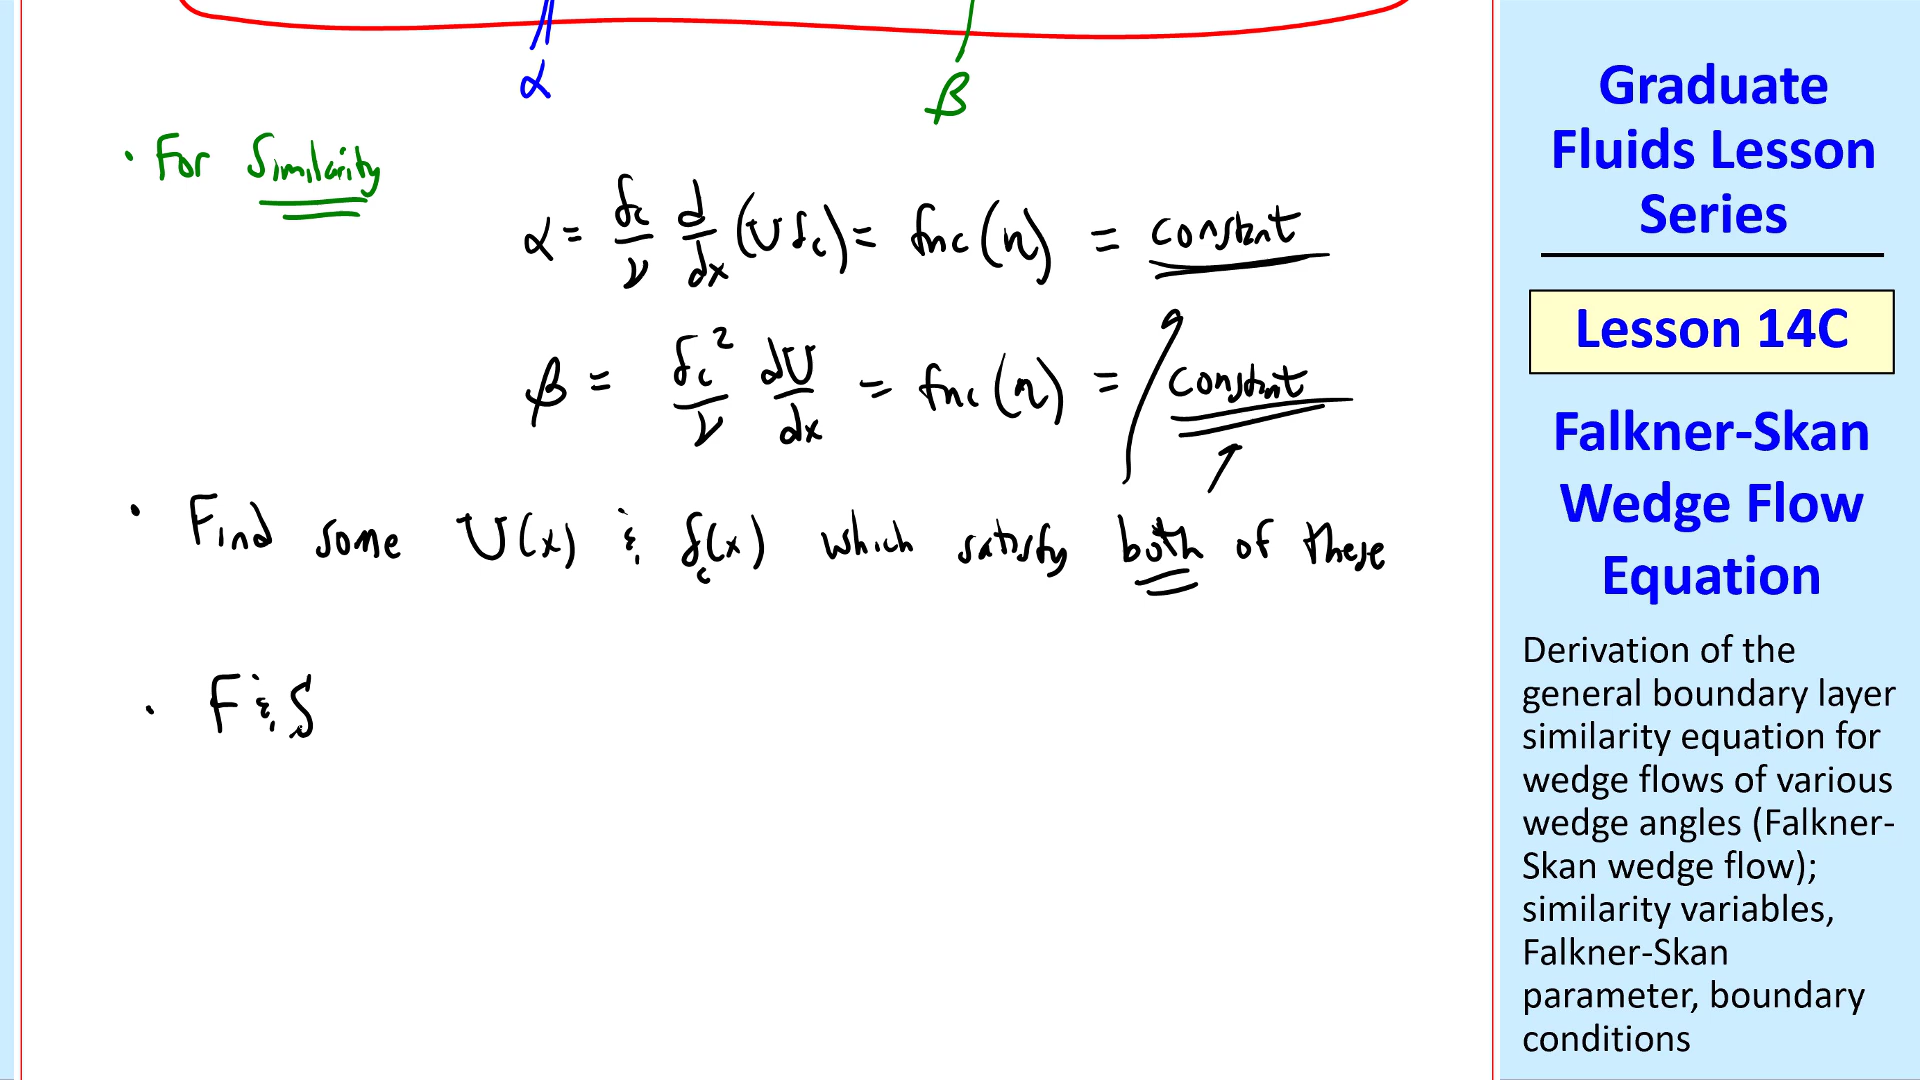 α
β
· For Similarity
α = δc/ν d/dx (U δc) = fnc(η) = constant
β = δc²/ν dU/dx = fnc(η) = constant
· Find some U(x) & δc(x) which satisfy both of these
· F & S
Graduate
Fluids Lesson
Series
Lesson 14C
Falkner-Skan
Wedge Flow
Equation
Derivation of the
general boundary layer
similarity equation for
wedge flows of various
wedge angles (Falkner-
Skan wedge flow);
similarity variables,
Falkner-Skan
parameter, boundary
conditions